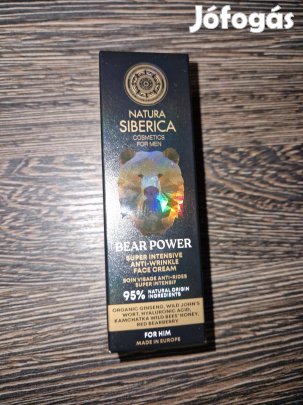 Jófogás
NATURA
SIBERICA
COSMETICS
FOR MEN
BEAR POWER
SUPER INTENSIVE
ANTI-WRINKLE
FACE CREAM
SOIN VISAGE ANTI-RIDES
SUPER INTENSIF
95% NATURAL ORIGIN
INGREDIENTS
ORGANIC GINSENG, WILD JOHN'S
WORT, HYALURONIC ACID,
KAMCHATKA WILD BEES' HONEY,
RED BEARBERRY
FOR HIM
MADE IN EUROPE